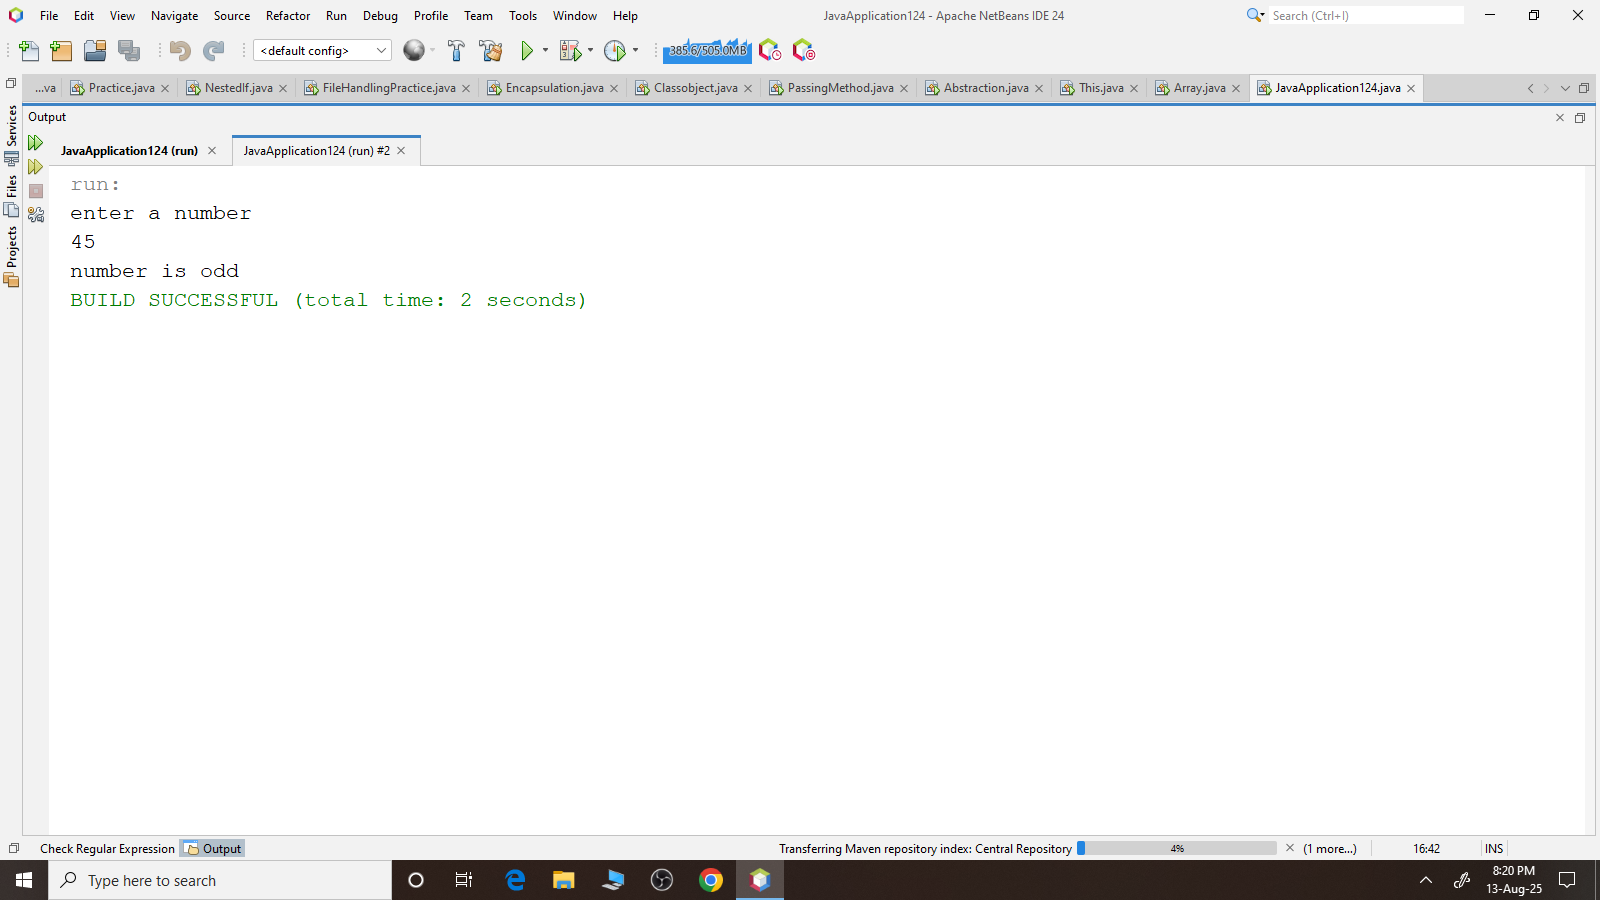 File Edit View Navigate Source Refactor Run Debug Profile Team Tools Window Help JavaApplication124 - Apache NetBeans IDE 24 Search (Ctrl+I)
<default config> 385.6/505.0MB
...va Practice.java NestedIf.java FileHandlingPractice.java Encapsulation.java Classobject.java PassingMethod.java Abstraction.java This.java Array.java JavaApplication124.java
Services
Files
Projects
Output
JavaApplication124 (run) JavaApplication124 (run) #2
run:
enter a number
45
number is odd
BUILD SUCCESSFUL (total time: 2 seconds)
Check Regular Expression Output Transferring Maven repository index: Central Repository 4% (1 more...) 16:42 INS
Type here to search
8:20 PM
13-Aug-25